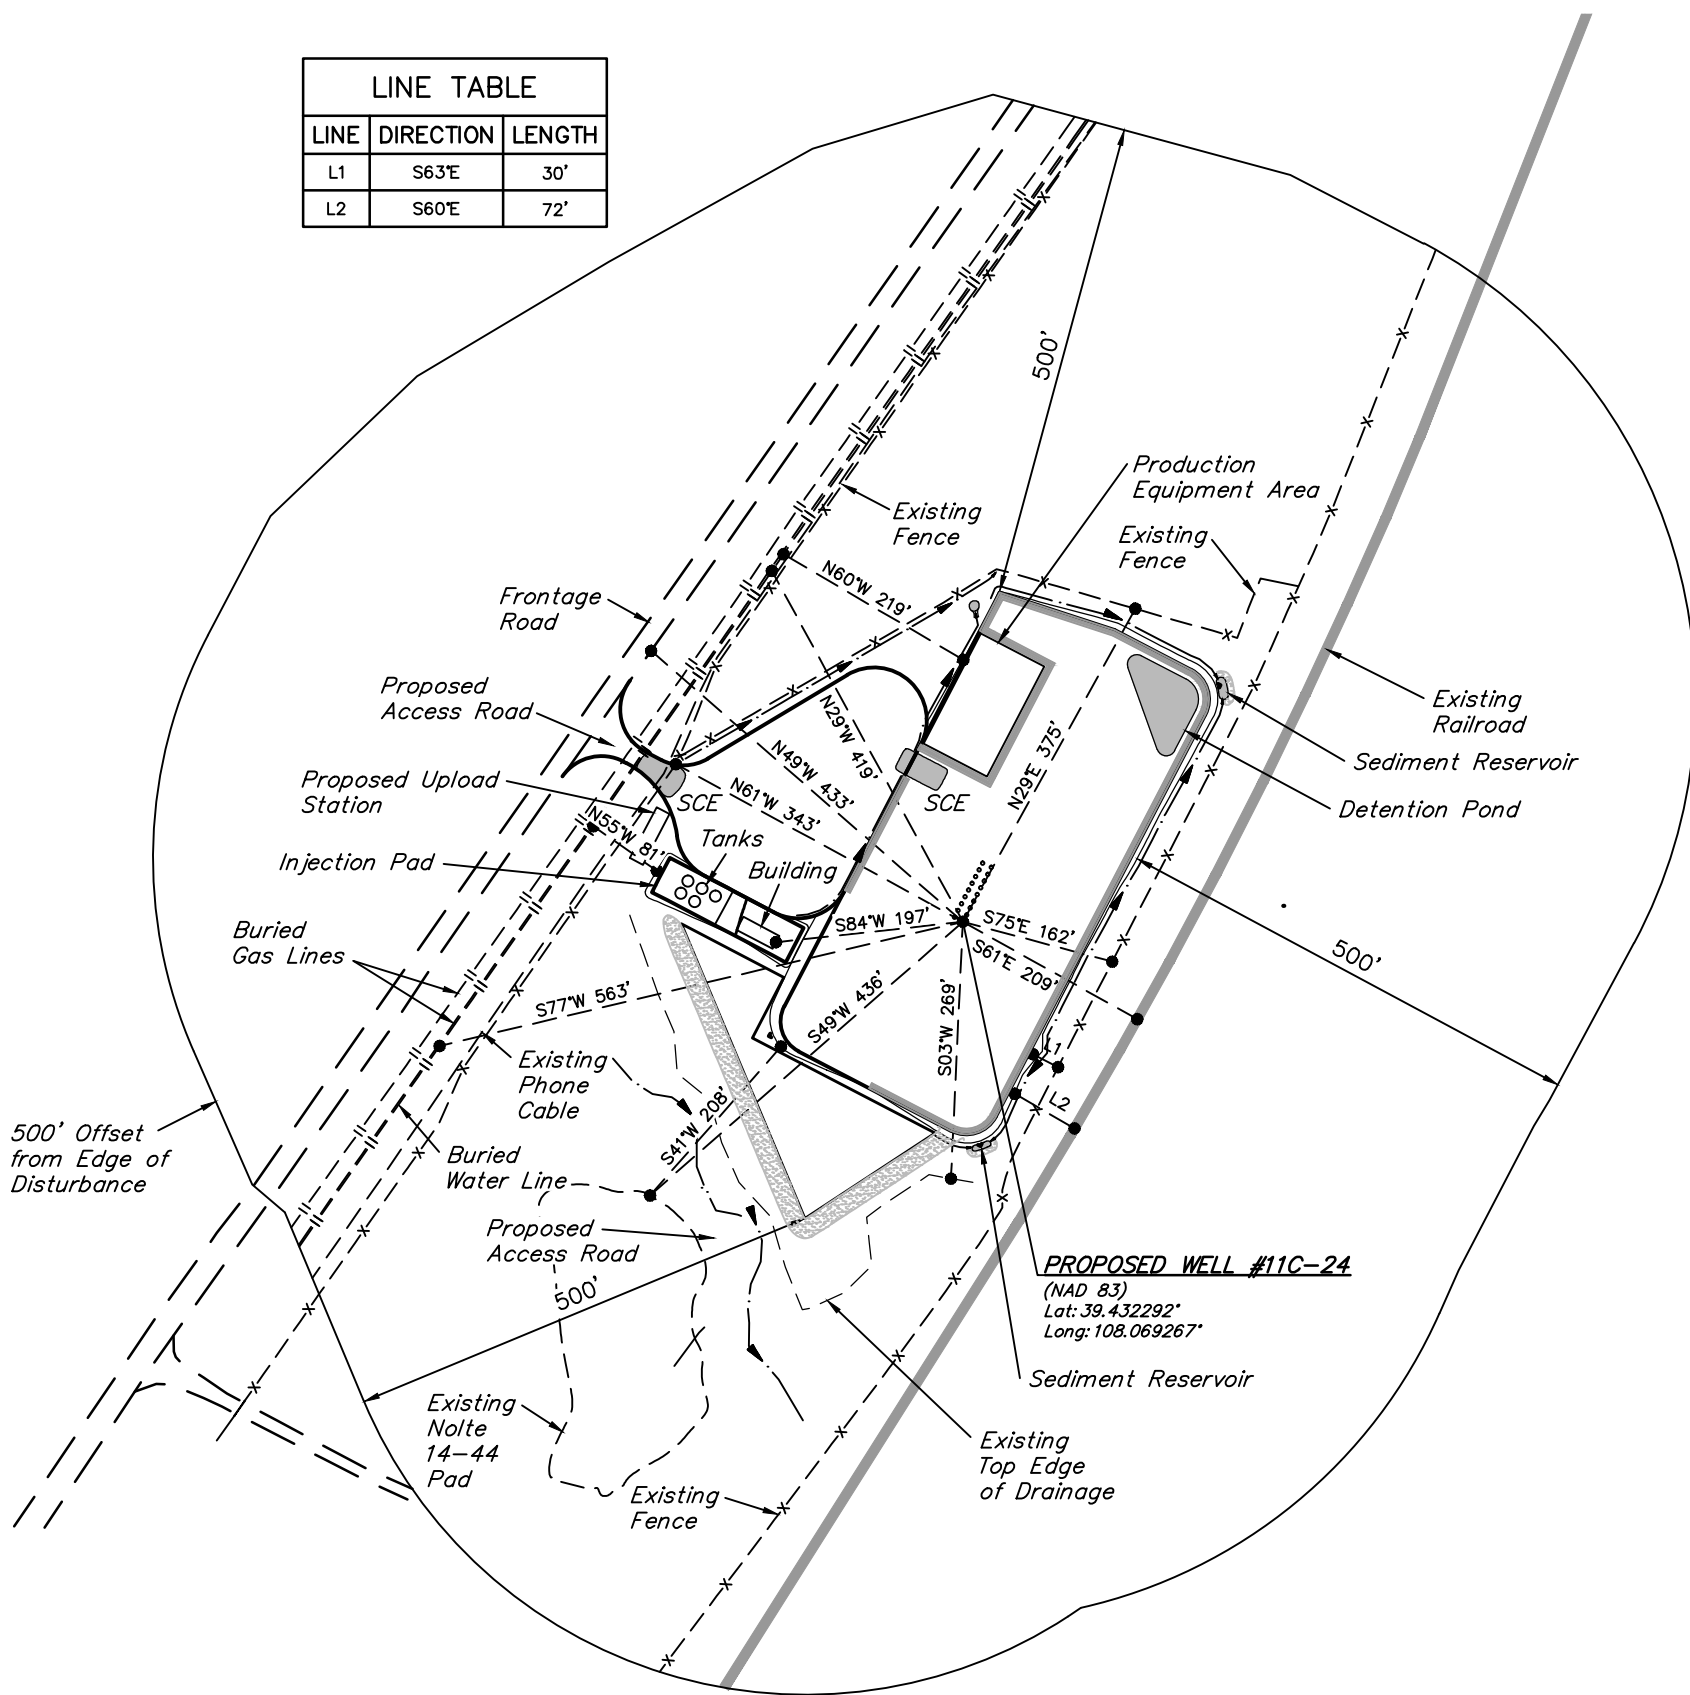 LINE TABLE
LINE DIRECTION LENGTH
L1 S63°E 30'
L2 S60°E 72'
500'
Production
Equipment Area
Existing
Fence
Existing
Fence
N60°W 219'
Frontage
Road
Proposed
Access Road
Existing
Railroad
N29°W 419'
N29°E 375'
N49°W 433'
N61°W 343'
Sediment Reservoir
Proposed Upload
Station
SCE
SCE
Detention Pond
N55°W 81'
Tanks
Injection Pad
Building
S84°W 197'
S75°E 162'
S61°E 209'
Buried
Gas Lines
500'
S77°W 563'
S49°W 436'
S03°W 269'
L1
Existing
Phone
Cable
L2
S41°W 208'
500' Offset
from Edge of
Disturbance
Buried
Water Line
Proposed
Access Road
PROPOSED WELL #11C-24
(NAD 83)
Lat: 39.432292°
Long: 108.069267°
500'
Sediment Reservoir
Existing
Nolte
14-44
Pad
Existing
Top Edge
of Drainage
Existing
Fence